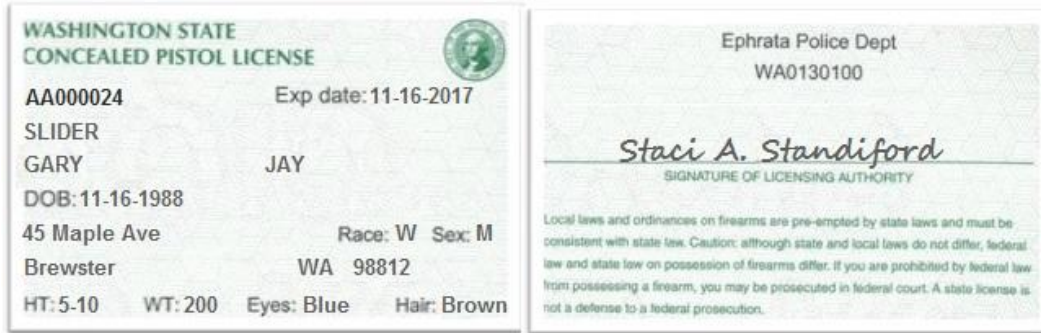 WASHINGTON STATE
CONCEALED PISTOL LICENSE
AA000024 Exp date: 11-16-2017
SLIDER
GARY JAY
DOB: 11-16-1988
45 Maple Ave Race: W Sex: M
Brewster WA 98812
HT: 5-10 WT: 200 Eyes: Blue Hair: Brown
Ephrata Police Dept
WA0130100
Staci A. Standiford
SIGNATURE OF LICENSING AUTHORITY
Local laws and ordinances on firearms are pre-empted by state laws and must be
consistent with state law. Caution: although state and local laws do not differ, federal
law and state law on possession of firearms differ. If you are prohibited by federal law
from possessing a firearm, you may be prosecuted in federal court. A state license is
not a defense to a federal prosecution.